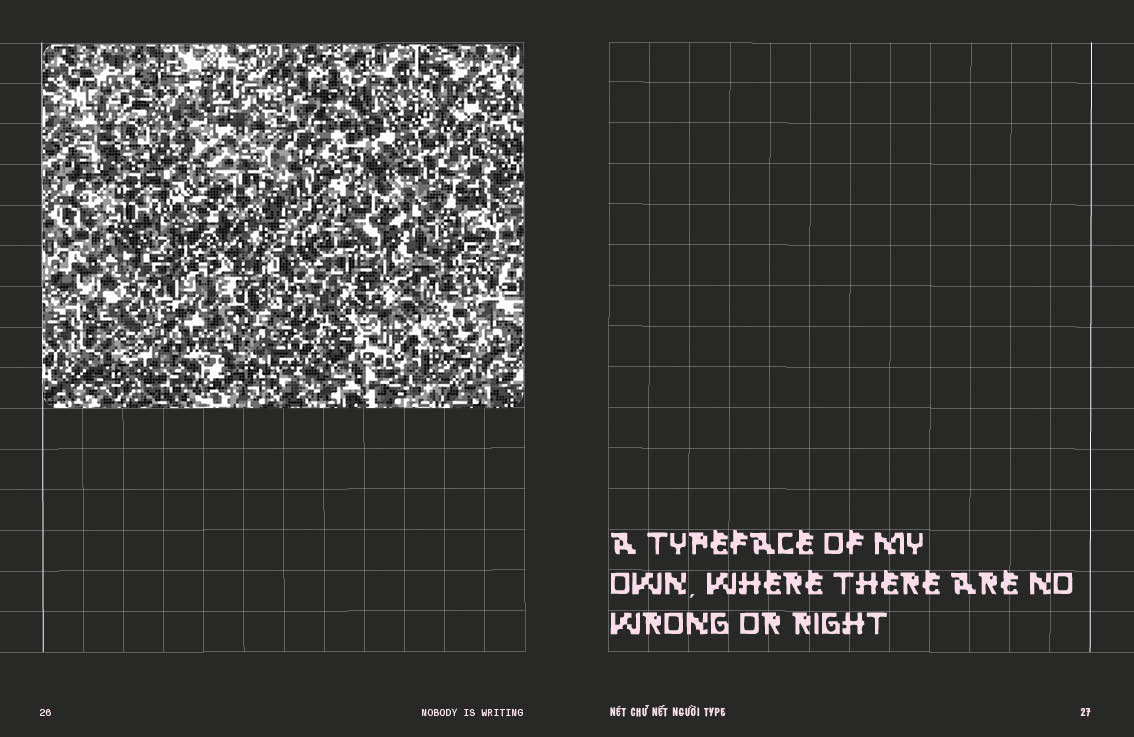 A TYPEFACE OF MY
OWN, WHERE THERE ARE NO
WRONG OR RIGHT
26
NOBODY IS WRITING
NÉT CHỮ NẾT NGƯỜI TYPE
27